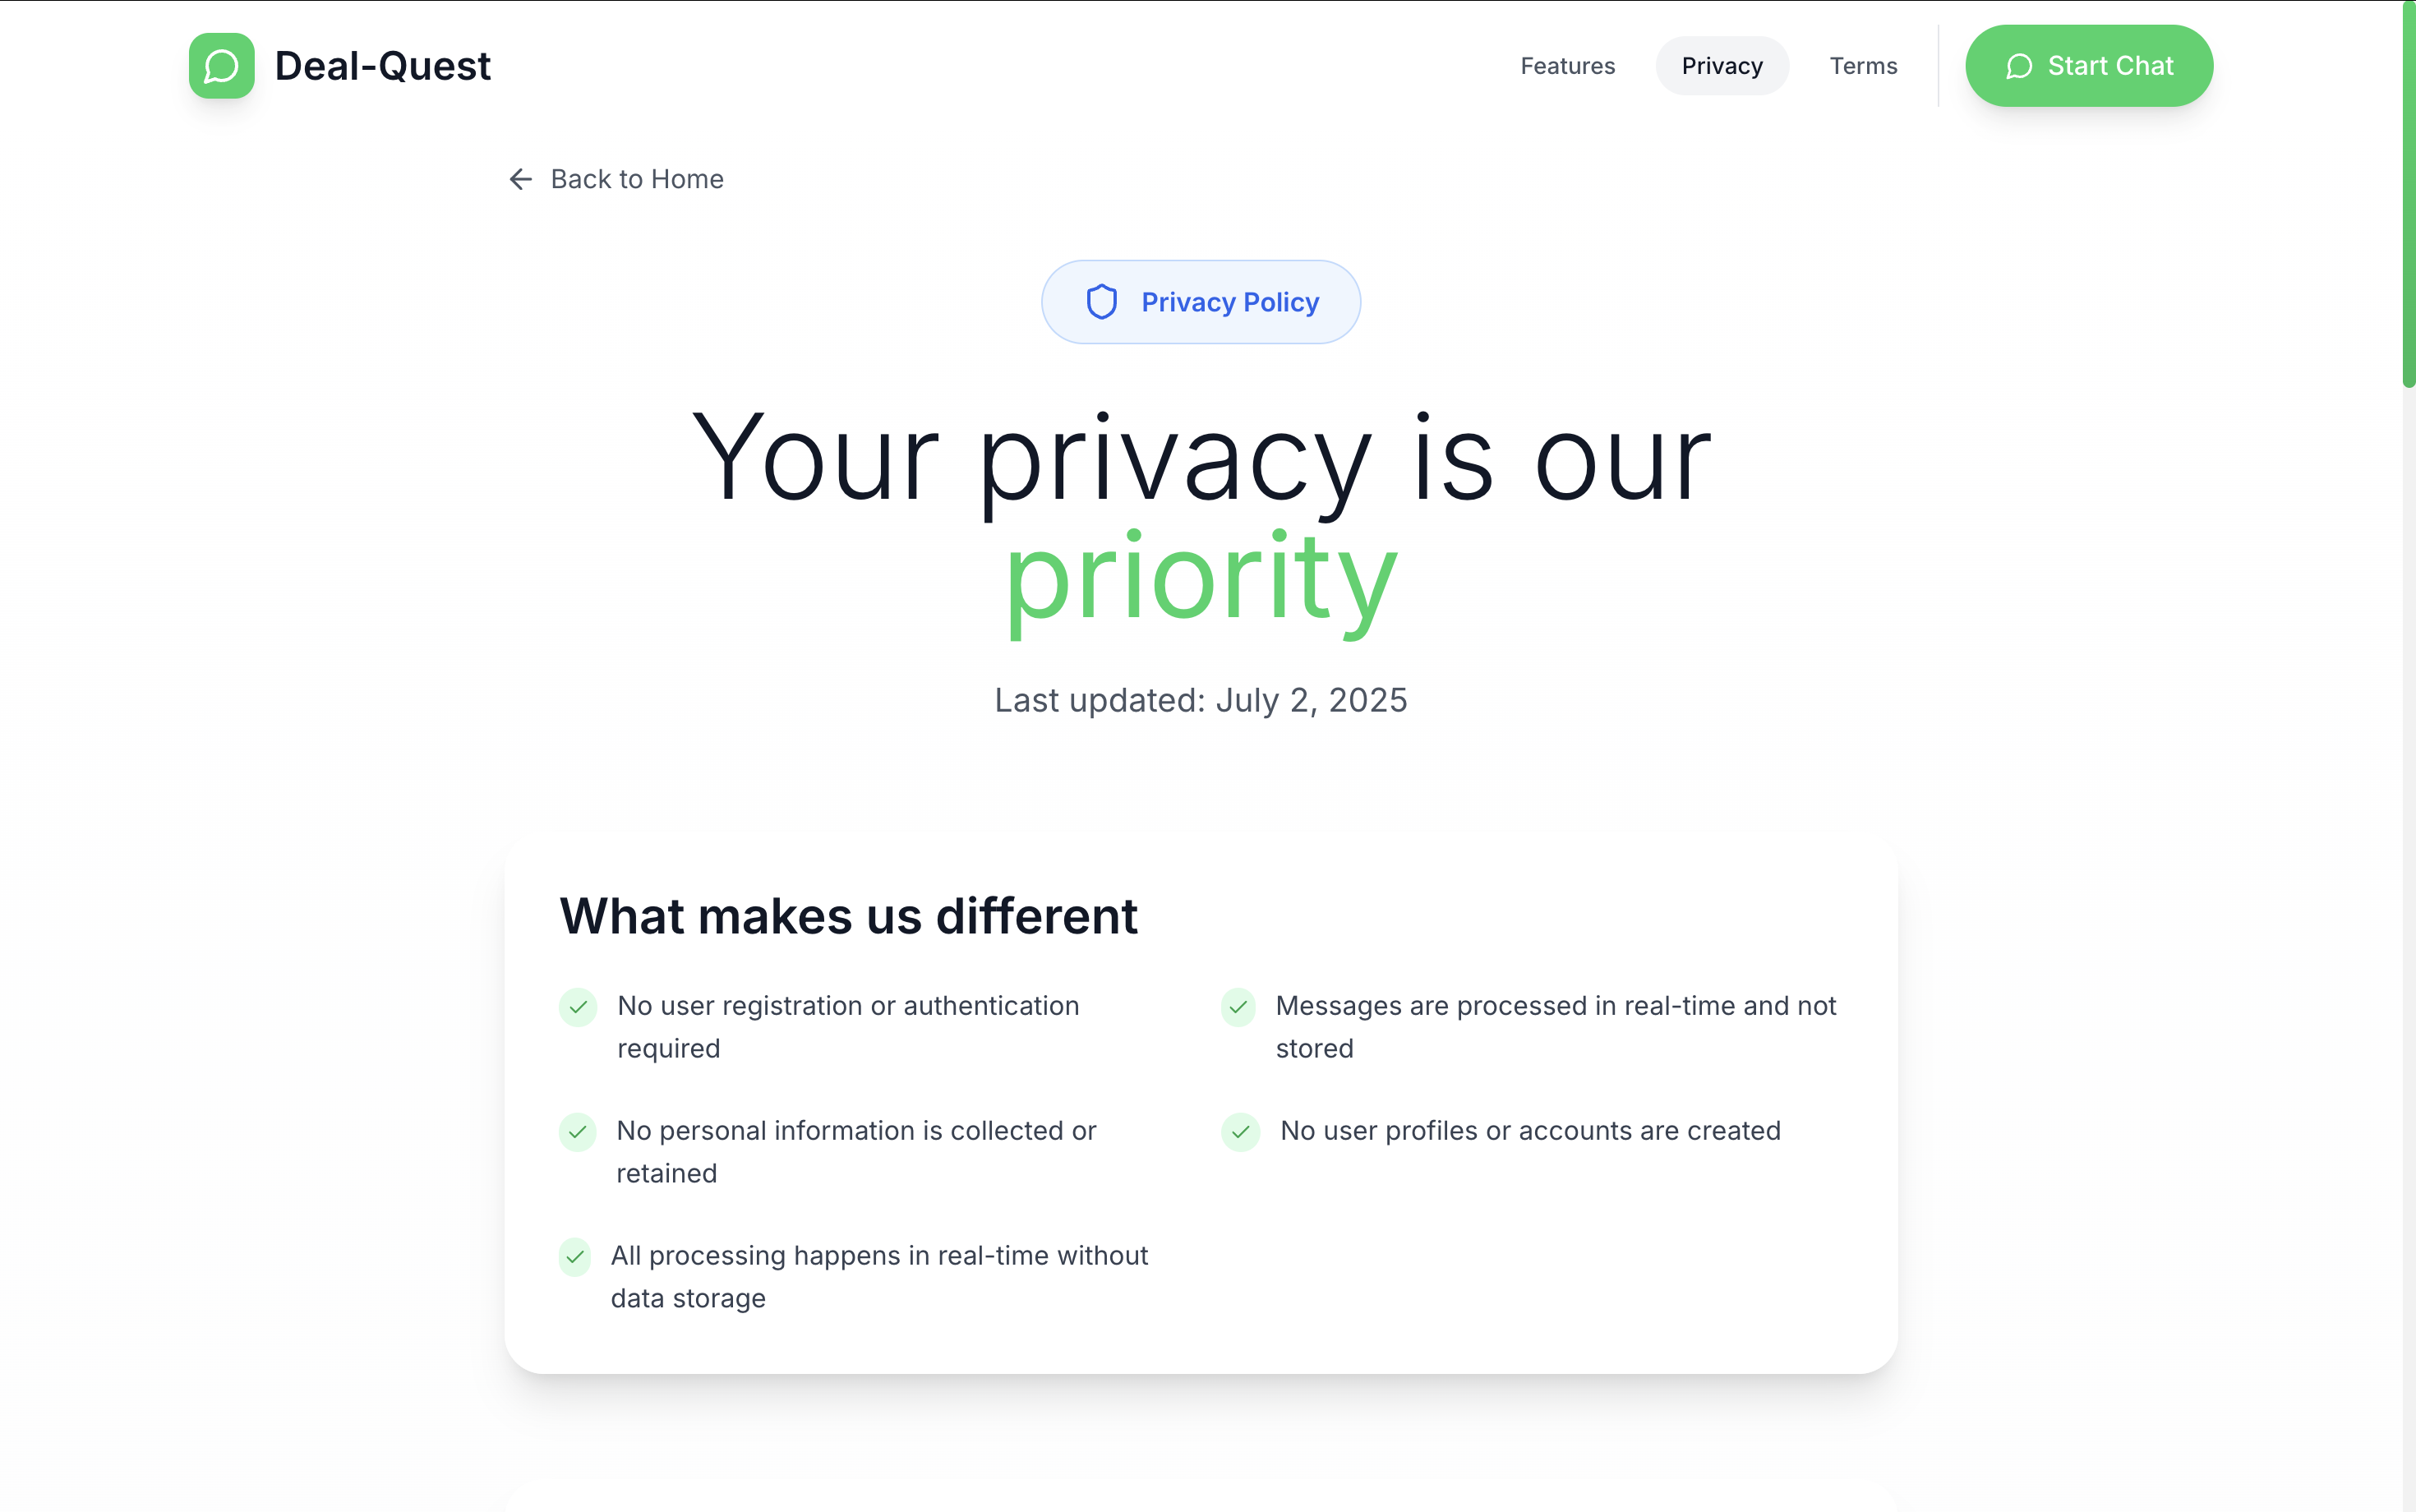 Deal-Quest
Features
Privacy
Terms
Start Chat
Back to Home
Privacy Policy
Your privacy is our
priority
Last updated: July 2, 2025
What makes us different
No user registration or authentication
required
Messages are processed in real-time and not
stored
No personal information is collected or
retained
No user profiles or accounts are created
All processing happens in real-time without
data storage